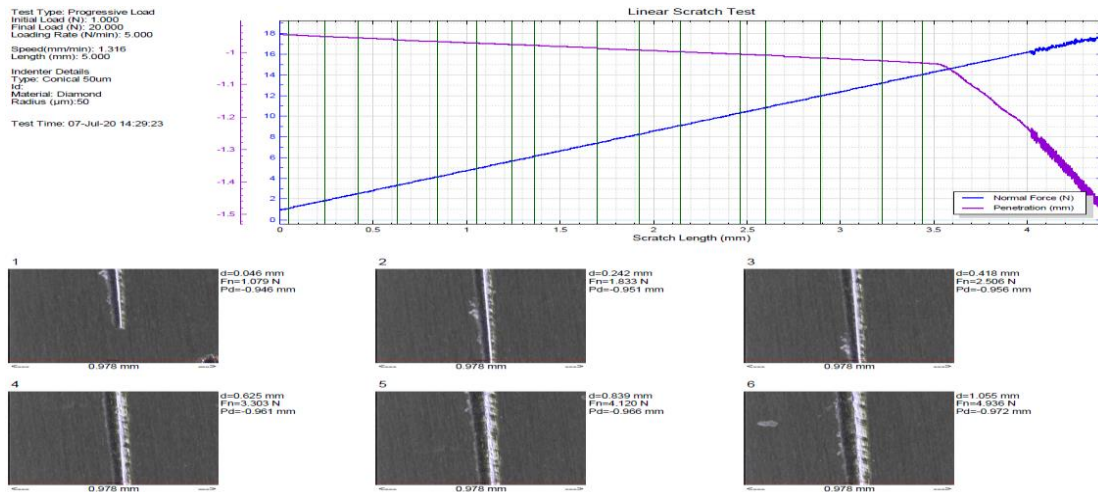 Test Type: Progressive Load
Initial Load (N): 1.000
Final Load (N): 20.000
Loading Rate (N/min): 5.000
Speed(mm/min): 1.316
Length (mm): 5.000
Indenter Details
Type: Conical 50um
Id:
Material: Diamond
Radius (μm):50
Test Time: 07-Jul-20 14:29:23
Linear Scratch Test
18
16
14
12
10
8
6
4
2
0
-1
-1.1
-1.2
-1.3
-1.4
-1.5
0 0.5 1 1.5 2 2.5 3 3.5 4
Scratch Length (mm)
Normal Force (N)
Penetration (mm)
1
d=0.046 mm
Fn=1.079 N
Pd=-0.946 mm
<--- 0.978 mm --->
2
d=0.242 mm
Fn=1.833 N
Pd=-0.951 mm
<--- 0.978 mm --->
3
d=0.418 mm
Fn=2.506 N
Pd=-0.956 mm
<--- 0.978 mm --->
4
d=0.625 mm
Fn=3.303 N
Pd=-0.961 mm
<--- 0.978 mm --->
5
d=0.839 mm
Fn=4.120 N
Pd=-0.966 mm
<--- 0.978 mm --->
6
d=1.055 mm
Fn=4.936 N
Pd=-0.972 mm
<--- 0.978 mm --->